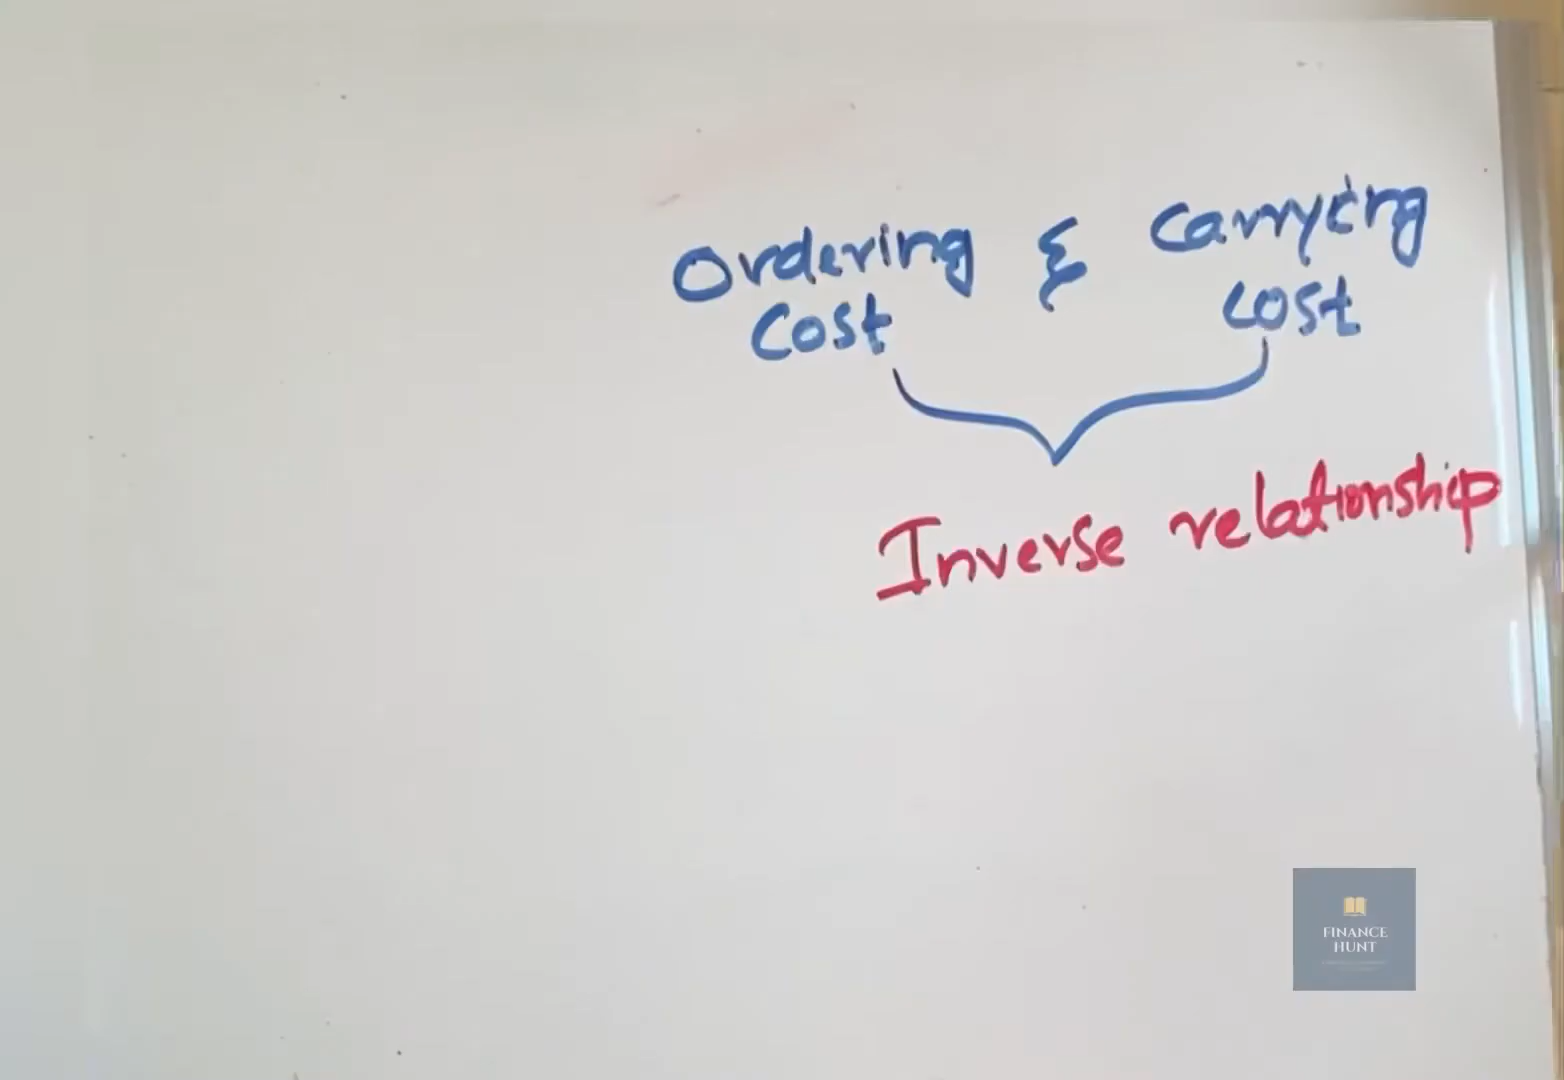 Ordering & Carrying
Cost cost
Inverse relationship
FINANCE
HUNT